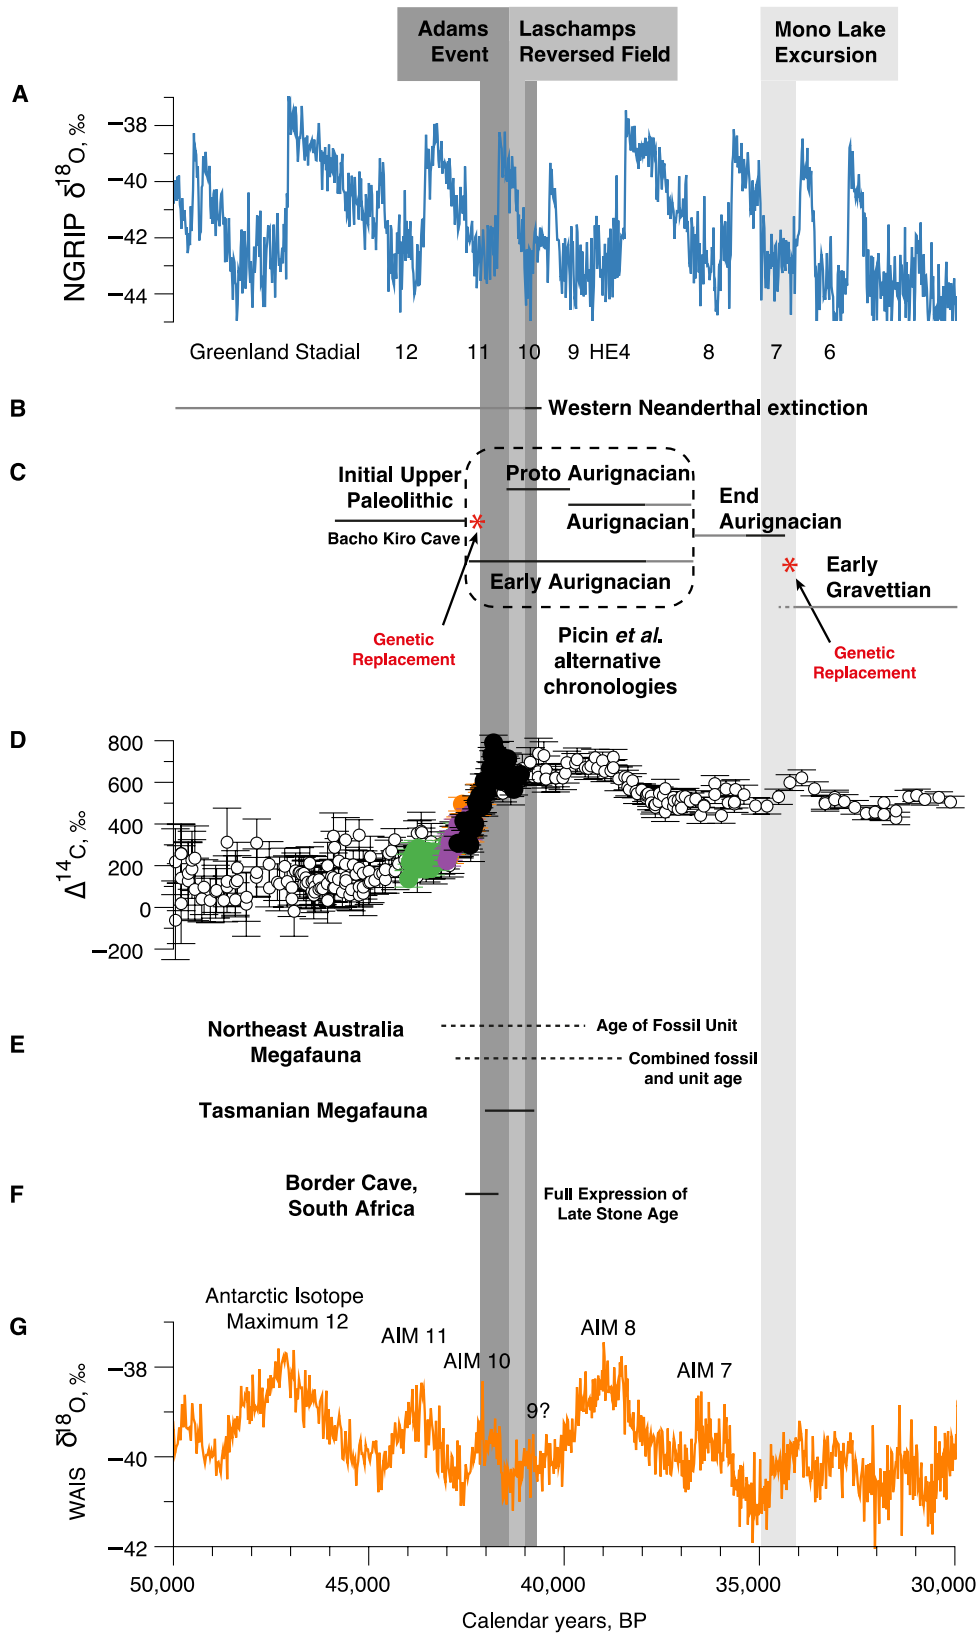 Adams
Event
Laschamps
Reversed Field
Mono Lake
Excursion
A
NGRIP δ18O, ‰
−38
−40
−42
−44
Greenland Stadial 12 11 10 9 HE4 8 7 6
B
Western Neanderthal extinction
C
Initial Upper
Paleolithic
Bacho Kiro Cave
*
Genetic
Replacement
Proto Aurignacian
Aurignacian
Early Aurignacian
Picin et al.
alternative
chronologies
End
Aurignacian
*
Early
Gravettian
Genetic
Replacement
D
Δ14C, ‰
800
600
400
200
0
−200
E
Northeast Australia
Megafauna
Age of Fossil Unit
Combined fossil
and unit age
Tasmanian Megafauna
F
Border Cave,
South Africa
Full Expression of
Late Stone Age
G
Antarctic Isotope
Maximum 12
AIM 11
AIM 10
9?
AIM 8
AIM 7
WAIS δ18O, ‰
−38
−40
−42
50,000 45,000 40,000 35,000 30,000
Calendar years, BP